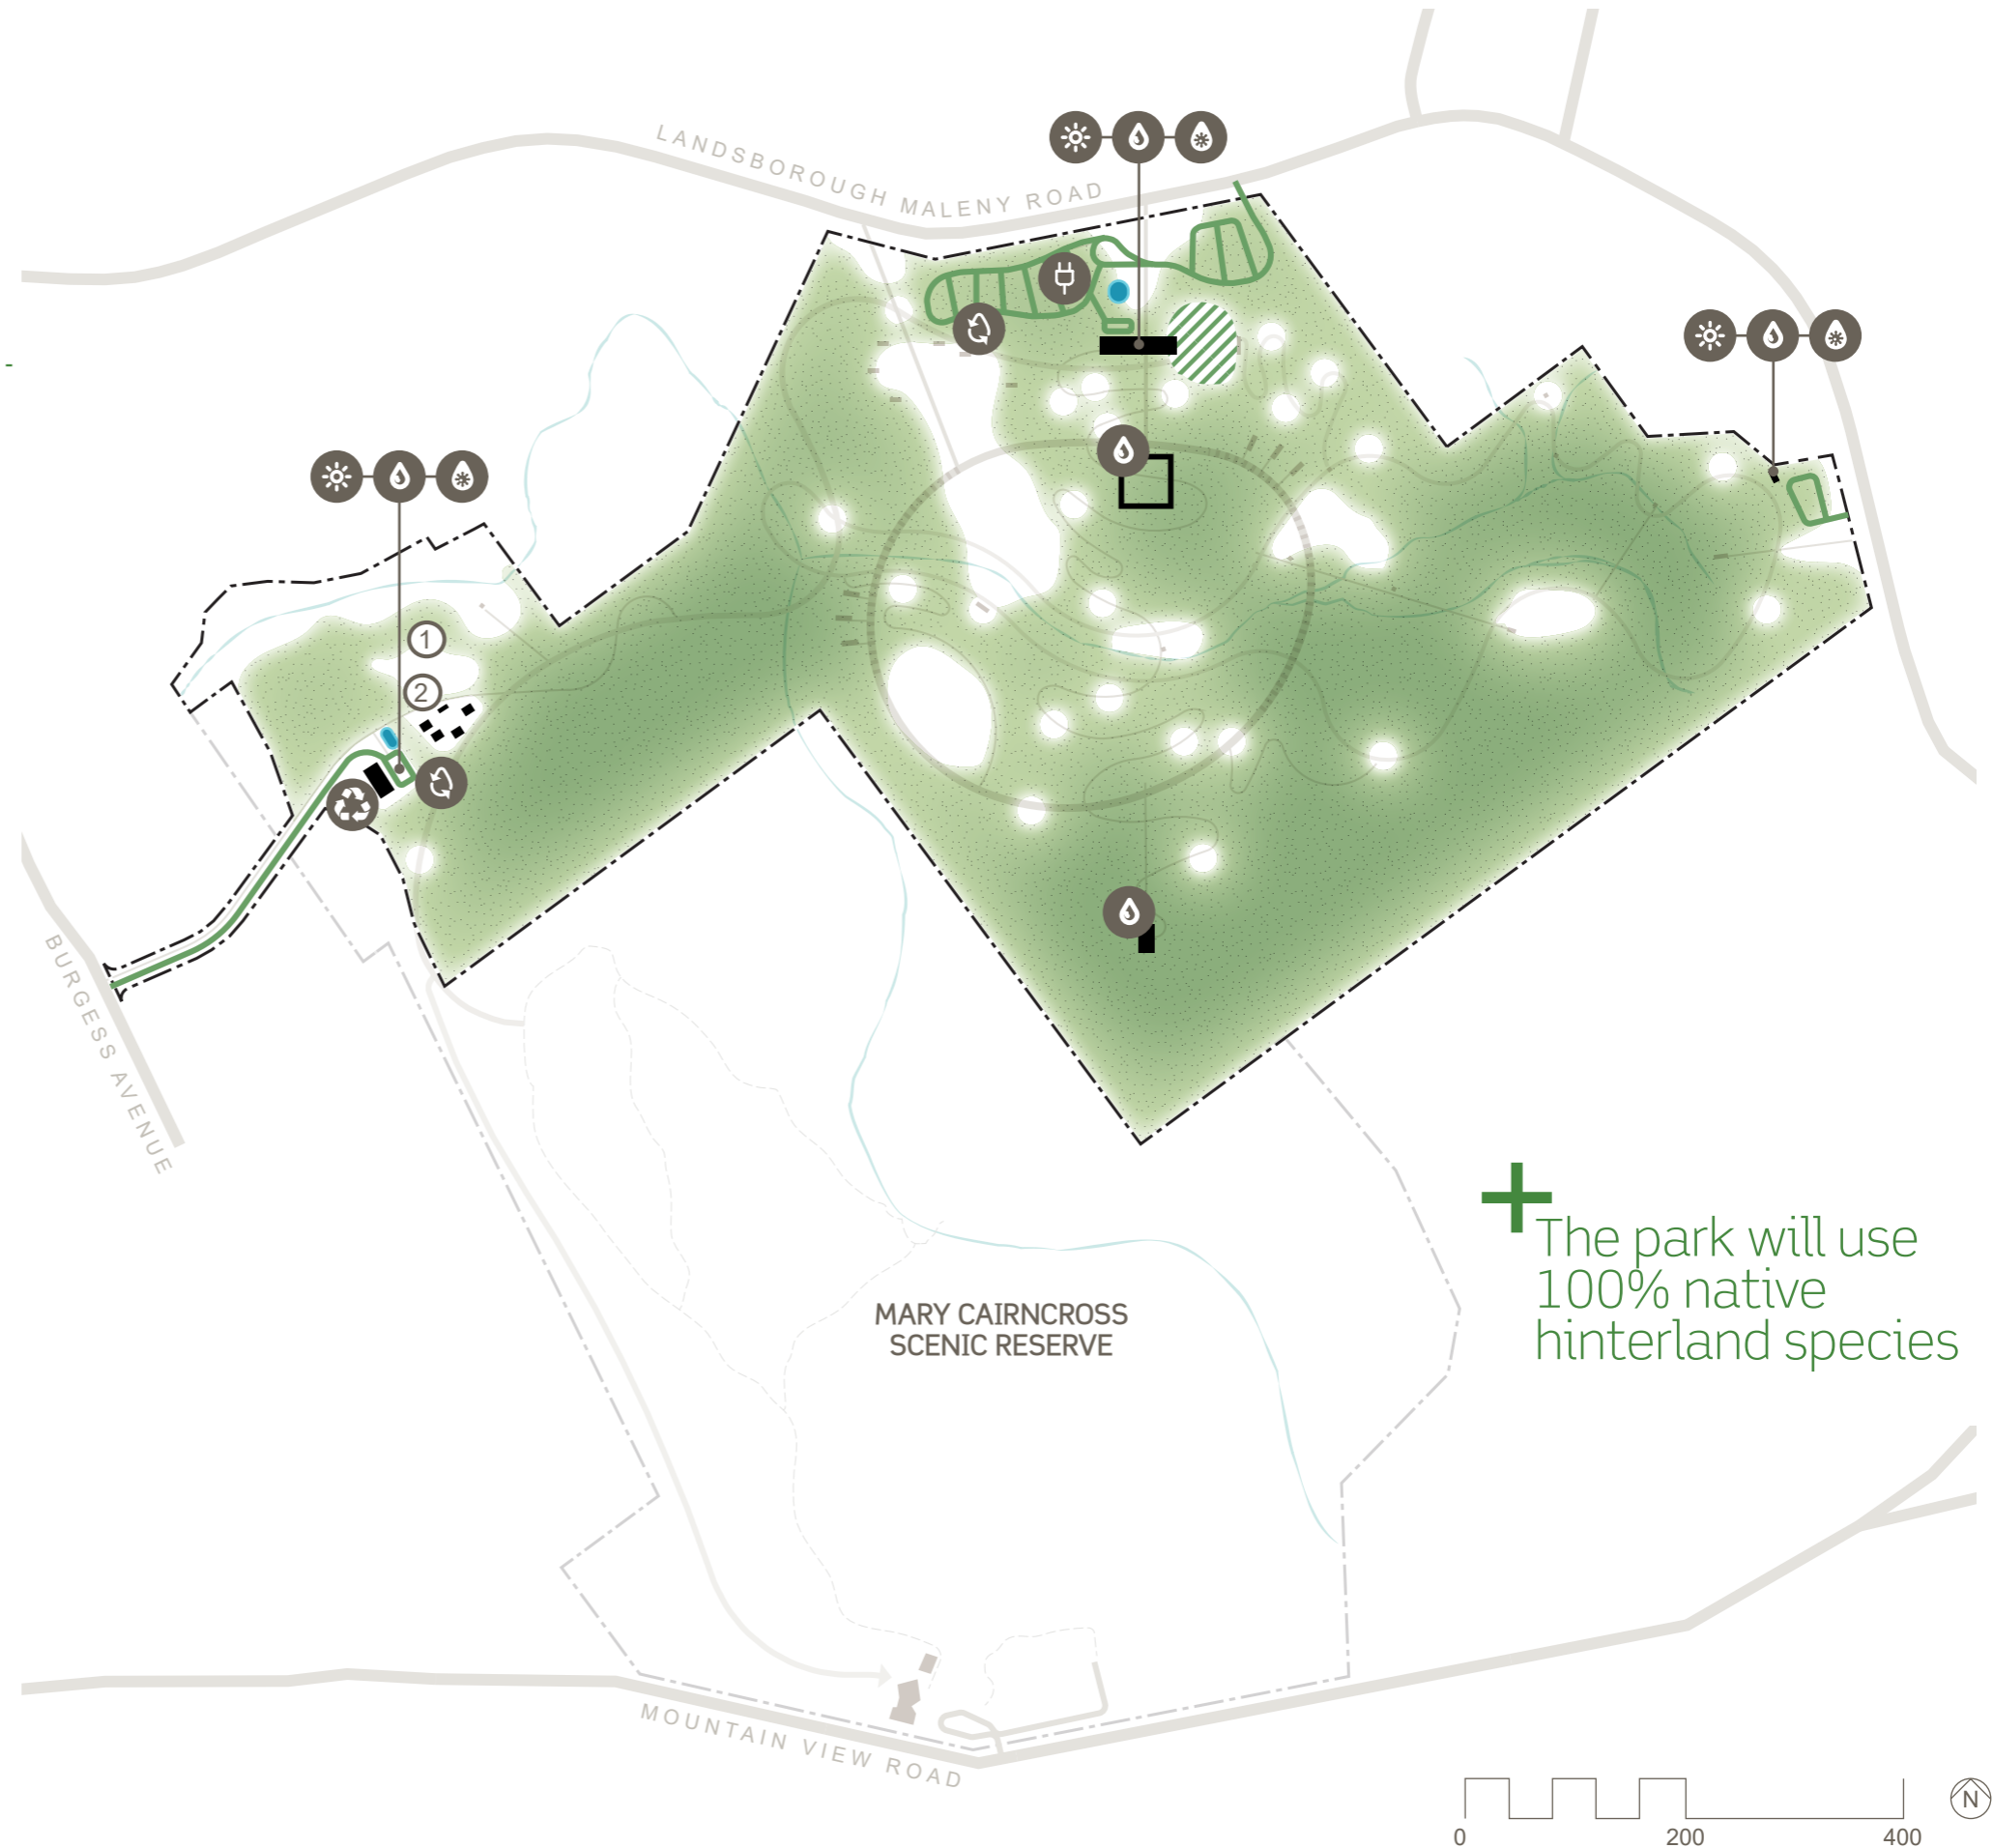 LANDSBOROUGH MALENY ROAD
1
2
BURGESS AVENUE
The park will use
100% native
hinterland species
MARY CAIRNCROSS
SCENIC RESERVE
MOUNTAIN VIEW ROAD
N
0 200 400